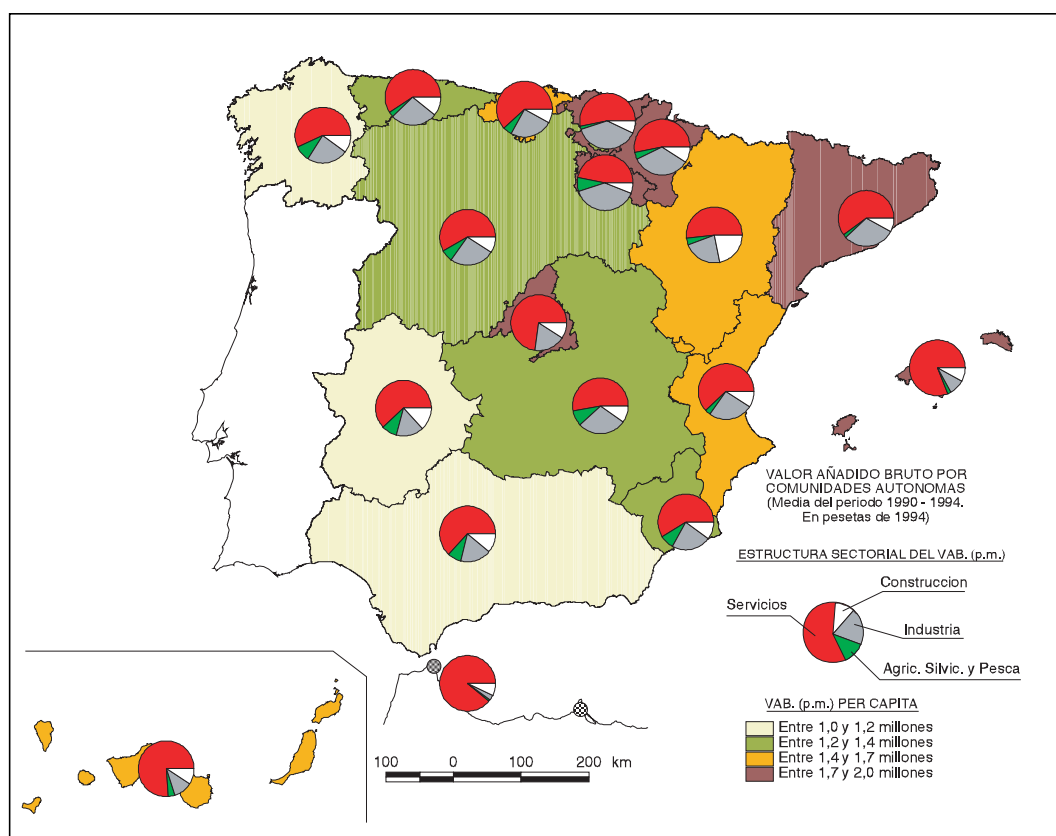 VALOR AÑADIDO BRUTO POR
COMUNIDADES AUTONOMAS
(Media del periodo 1990 - 1994.
En pesetas de 1994)
ESTRUCTURA SECTORIAL DEL VAB. (p.m.)
Construccion
Servicios
Industria
Agric. Silvic. y Pesca
VAB. (p.m.) PER CAPITA
Entre 1,0 y 1,2 millones
Entre 1,2 y 1,4 millones
Entre 1,4 y 1,7 millones
Entre 1,7 y 2,0 millones
100 0 100 200 km